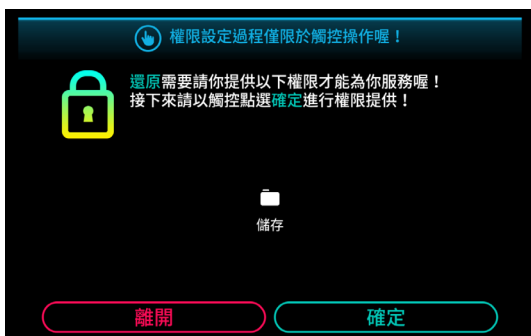 權限設定過程僅限於觸控操作喔！
還原需要請你提供以下權限才能為你服務喔！
接下來請以觸控點選確定進行權限提供！
儲存
離開
確定